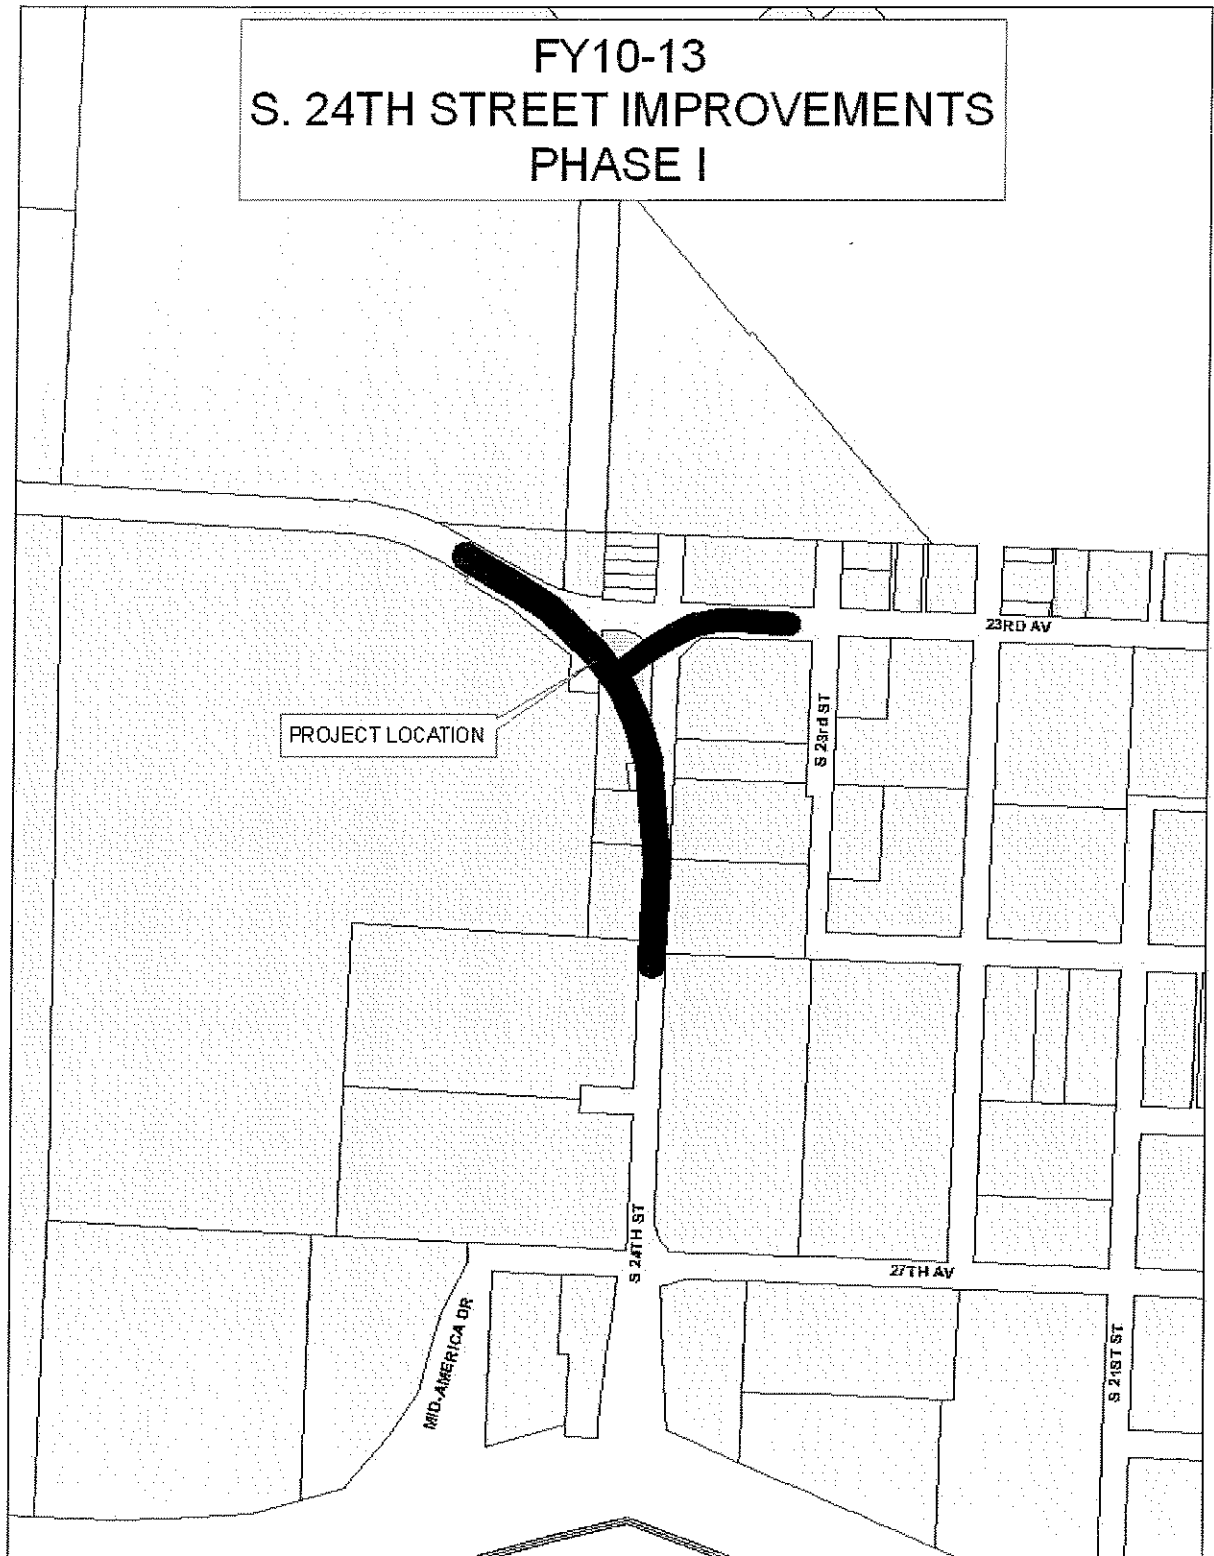 FY10-13
S. 24TH STREET IMPROVEMENTS
PHASE I
23RD AV
S 23rd ST
PROJECT LOCATION
S 24TH ST
27TH AV
MID-AMERICA DR
S 21ST ST